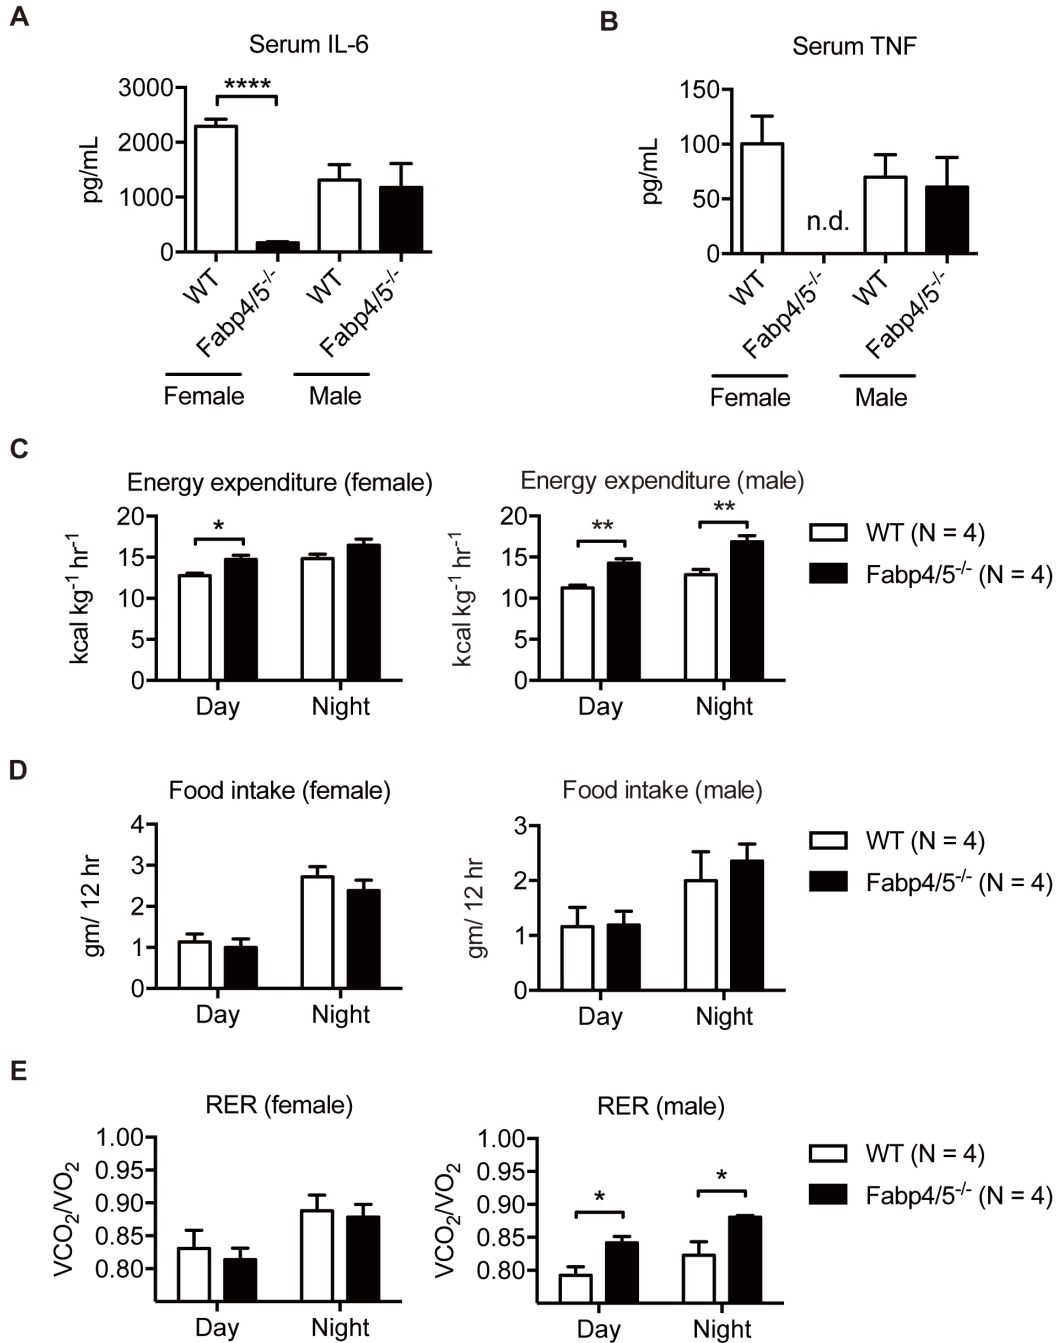 A
Serum IL-6
3000
2000
1000
0
pg/mL
****
WT
Fabp4/5-/-
WT
Fabp4/5-/-
Female
Male
B
Serum TNF
150
100
50
0
pg/mL
n.d.
WT
Fabp4/5-/-
WT
Fabp4/5-/-
Female
Male
C
Energy expenditure (female)
20
15
10
5
0
kcal kg-1 hr-1
*
Day
Night
Energy expenditure (male)
20
15
10
5
0
kcal kg-1 hr-1
**
**
Day
Night
WT (N = 4)
Fabp4/5-/- (N = 4)
D
Food intake (female)
4
3
2
1
0
gm/ 12 hr
Day
Night
Food intake (male)
3
2
1
0
gm/ 12 hr
Day
Night
WT (N = 4)
Fabp4/5-/- (N = 4)
E
RER (female)
1.00
0.95
0.90
0.85
0.80
VCO2/VO2
Day
Night
RER (male)
1.00
0.95
0.90
0.85
0.80
VCO2/VO2
*
*
Day
Night
WT (N = 4)
Fabp4/5-/- (N = 4)